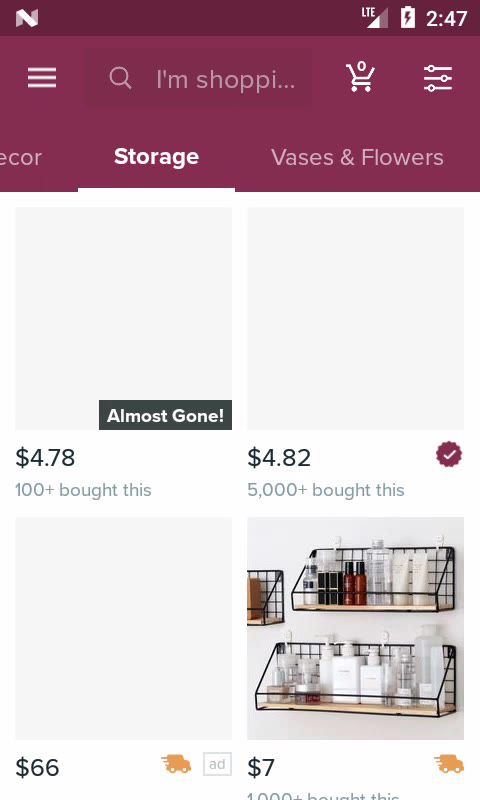 LTE
2:47
I'm shoppi...
0
ecor
Storage
Vases & Flowers
Almost Gone!
$4.78
100+ bought this
$4.82
5,000+ bought this
$66
ad
$7
1,000+ bought this